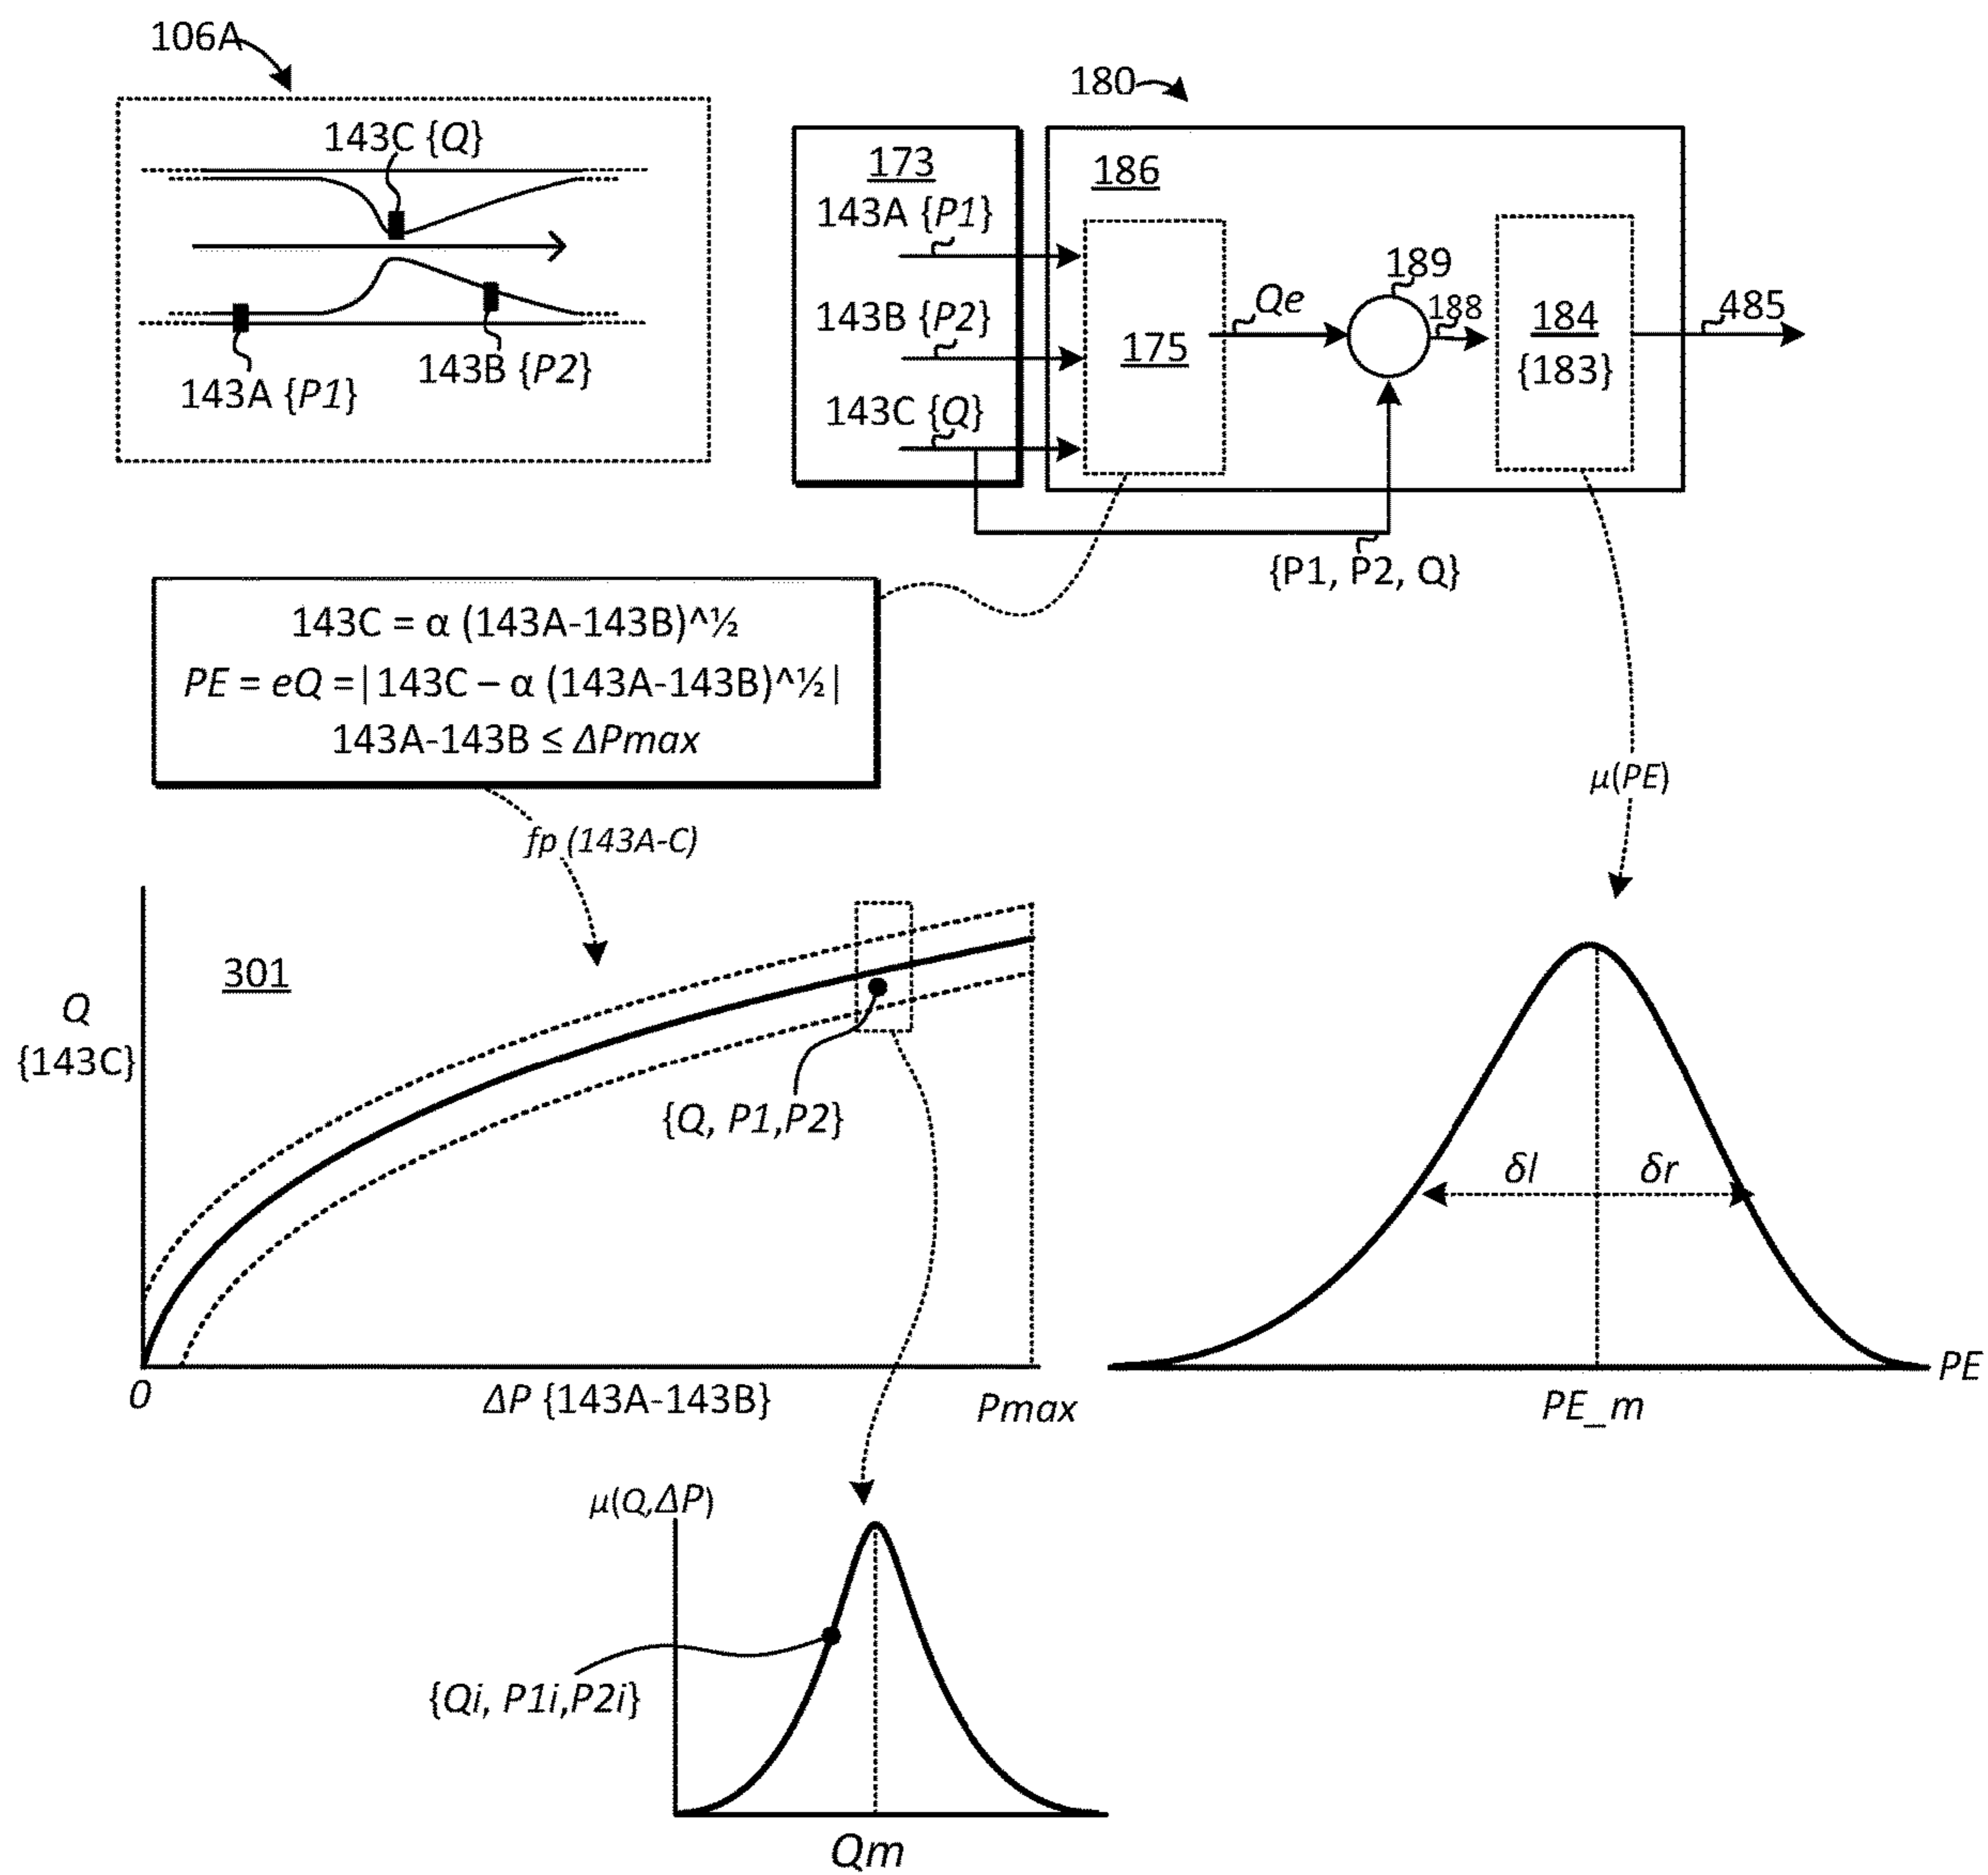 106A
180
143C {Q}
143A {P1}
143B {P2}
173
143A {P1}
143B {P2}
143C {Q}
186
175
Qe
189
188
184
{183}
485
{P1, P2, Q}
143C = α (143A-143B)^½
PE = eQ =|143C – α (143A-143B)^½|
143A-143B ≤ ΔPmax
fp (143A-C)
μ(PE)
301
Q
{143C}
{Q, P1,P2}
0
ΔP {143A-143B}
Pmax
δl
δr
PE
PE_m
μ(Q,ΔP)
{Qi, P1i,P2i}
Qm